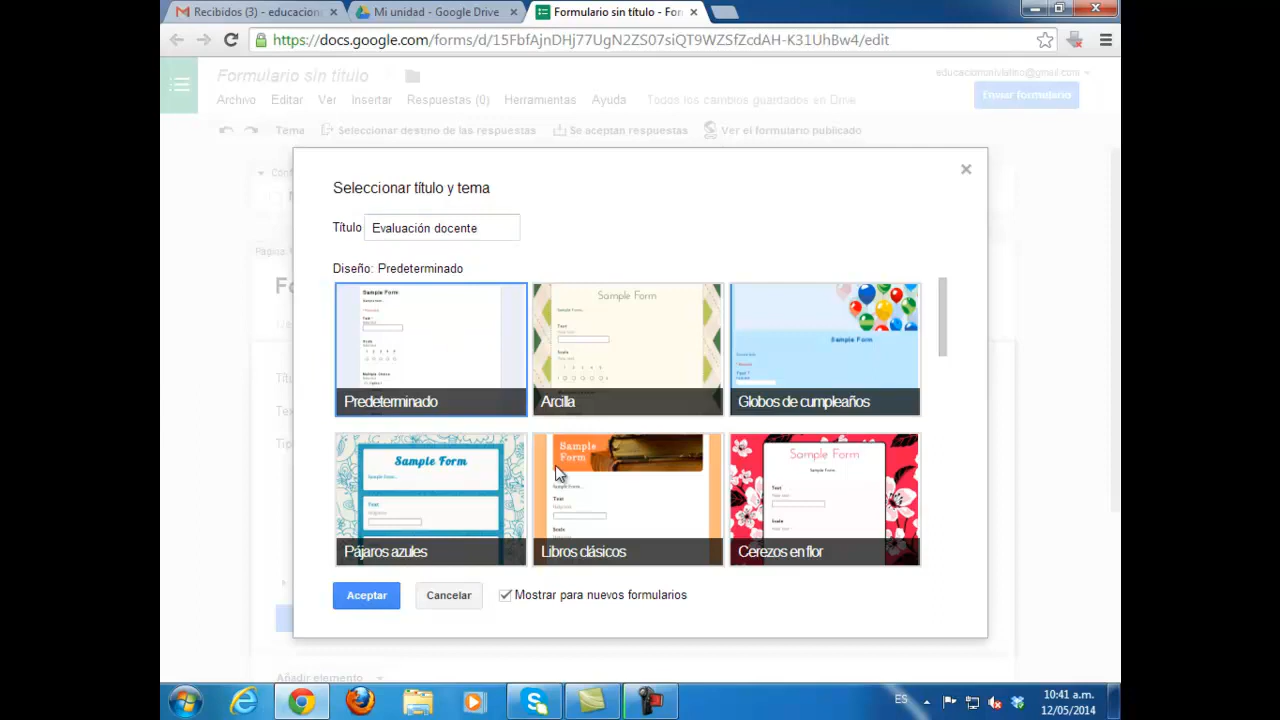 Recibidos (3) - educacion
Mi unidad - Google Drive
Formulario sin título - For
https://docs.google.com/forms/d/15FbfAjnDHj77UgN2ZS07siQT9WZSfZcdAH-K31UhBw4/edit
Formulario sin título
Archivo Editar Ver Insertar Respuestas (0) Herramientas Ayuda Todos los cambios guardados en Drive
Enviar formulario
Tema Seleccionar destino de las respuestas Se aceptan respuestas Ver el formulario publicado
Seleccionar título y tema
Título Evaluación docente
Diseño: Predeterminado
Sample Form
Sample Form
Sample Form
Text
Scale
Predeterminado
Arcilla
Globos de cumpleaños
Sample Form
Sample Form
Sample Form
Text
Text
Scale
Pájaros azules
Libros clásicos
Cerezos en flor
Aceptar
Cancelar
Mostrar para nuevos formularios
Añadir elemento
ES
10:41 a.m.
12/05/2014